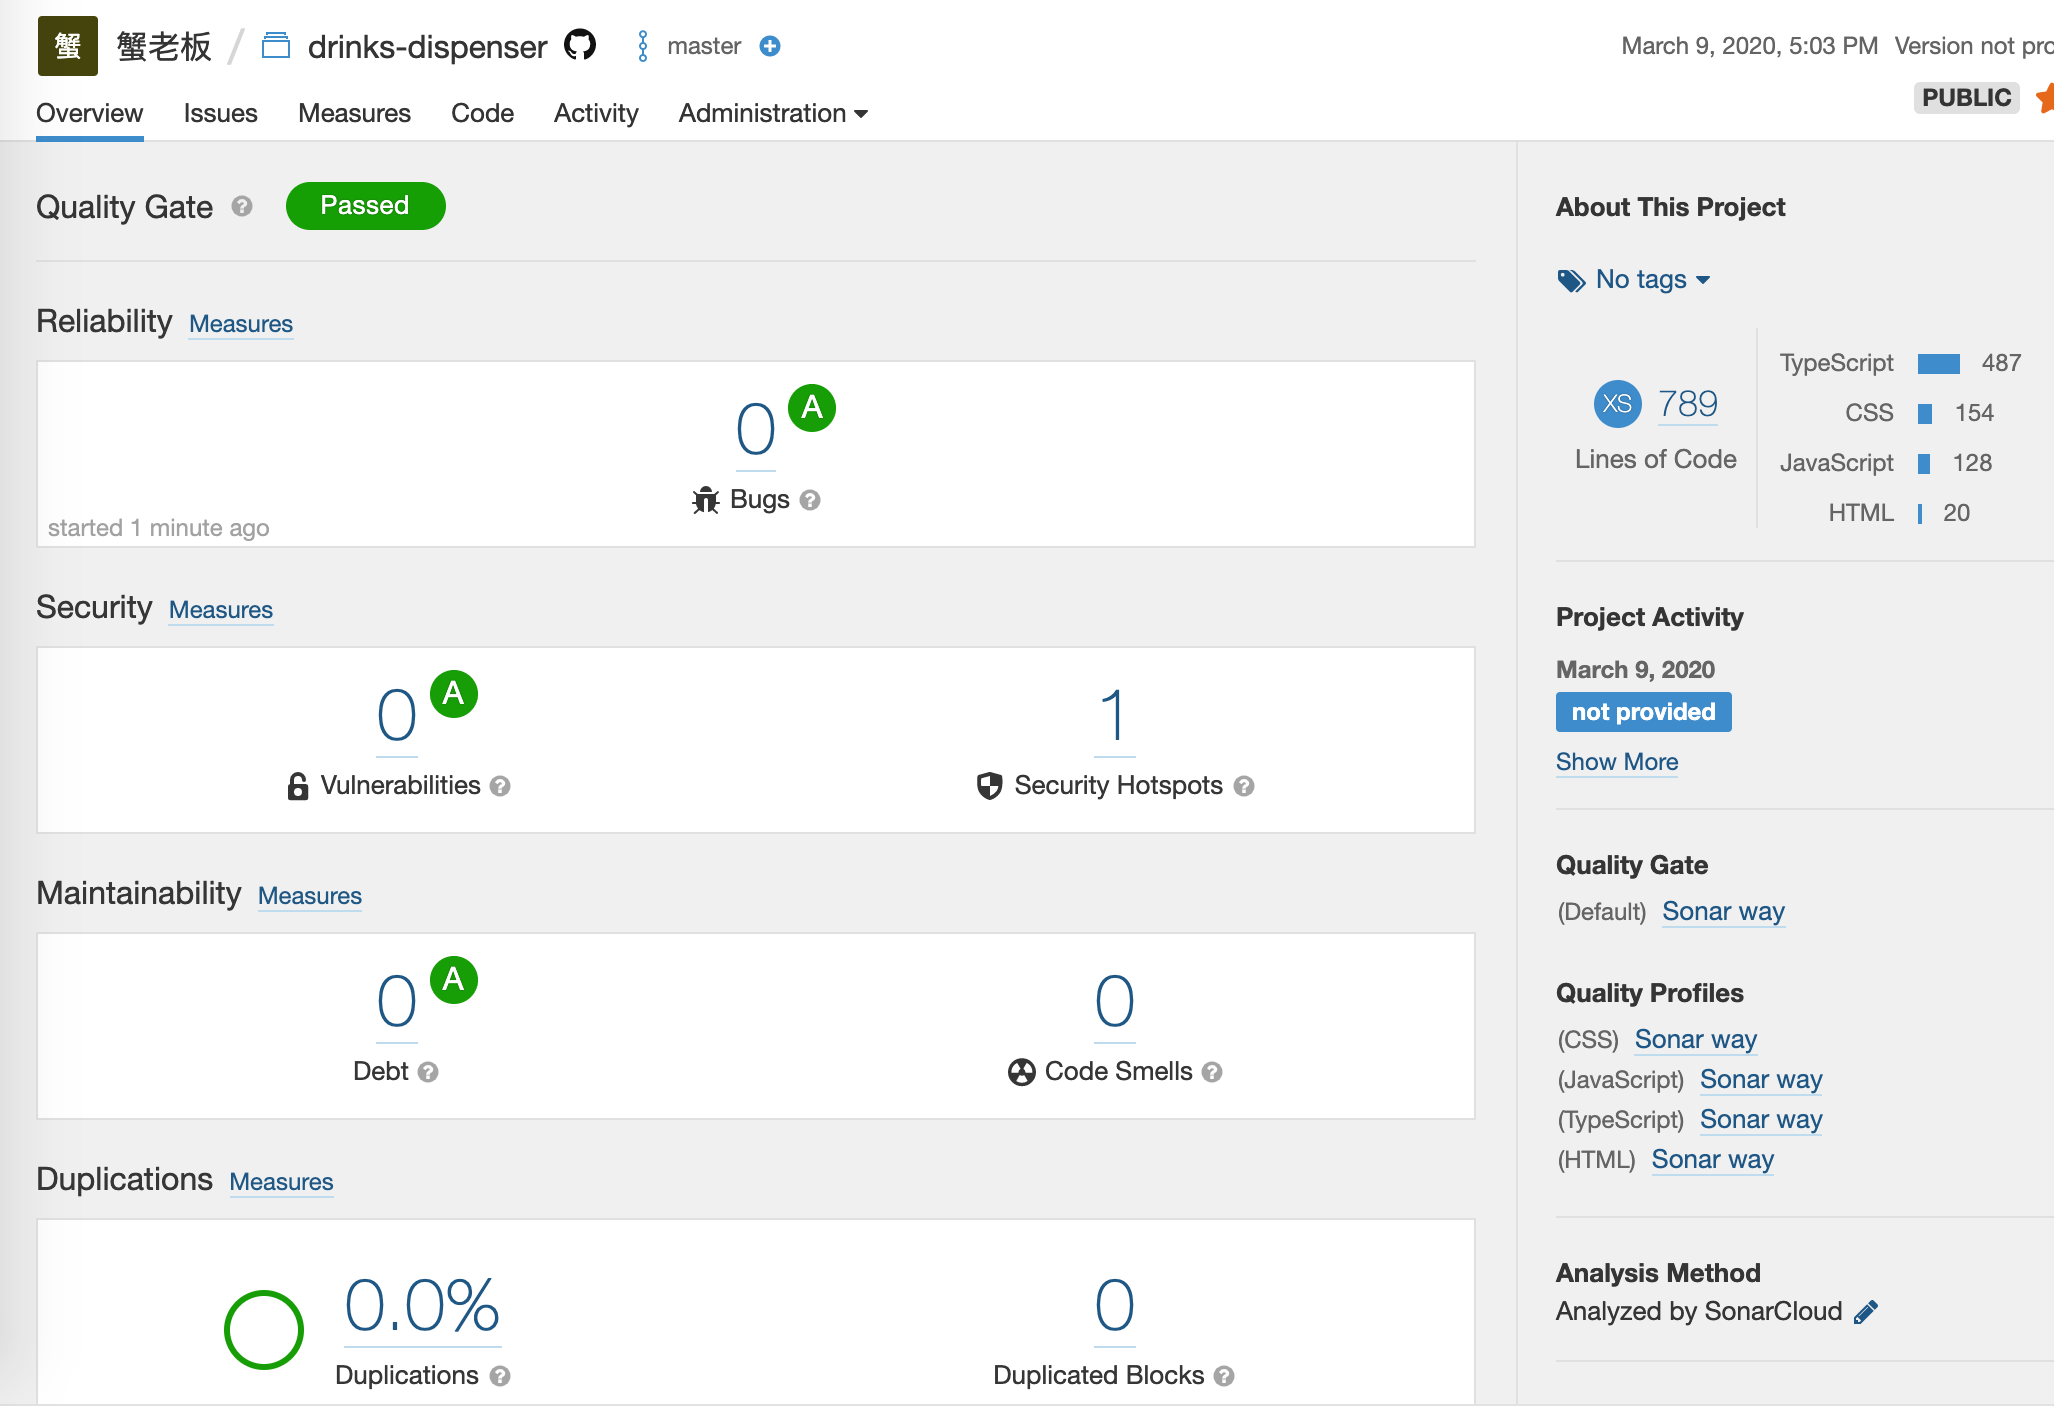 蟹 蟹老板 / drinks-dispenser master
March 9, 2020, 5:03 PM Version not pro
Overview Issues Measures Code Activity Administration
PUBLIC
Quality Gate ? Passed
Reliability Measures
0 A
Bugs ?
started 1 minute ago
Security Measures
0 A
Vulnerabilities ?
1
Security Hotspots ?
Maintainability Measures
0 A
Debt ?
0
Code Smells ?
Duplications Measures
0.0%
Duplications ?
0
Duplicated Blocks ?
About This Project
No tags
XS 789
Lines of Code
TypeScript 487
CSS 154
JavaScript 128
HTML 20
Project Activity
March 9, 2020
not provided
Show More
Quality Gate
(Default) Sonar way
Quality Profiles
(CSS) Sonar way
(JavaScript) Sonar way
(TypeScript) Sonar way
(HTML) Sonar way
Analysis Method
Analyzed by SonarCloud